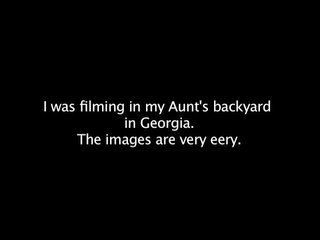 I was filming in my Aunt's backyard
in Georgia.
The images are very eery.